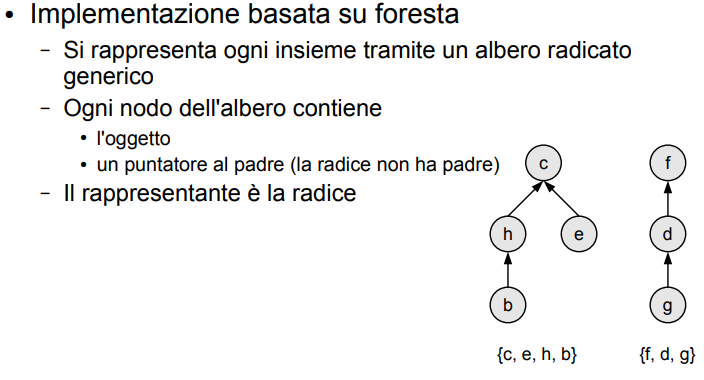 • Implementazione basata su foresta
– Si rappresenta ogni insieme tramite un albero radicato
generico
– Ogni nodo dell'albero contiene
• l'oggetto
• un puntatore al padre (la radice non ha padre)
– Il rappresentante è la radice
c f
h e d
b g
{c, e, h, b} {f, d, g}